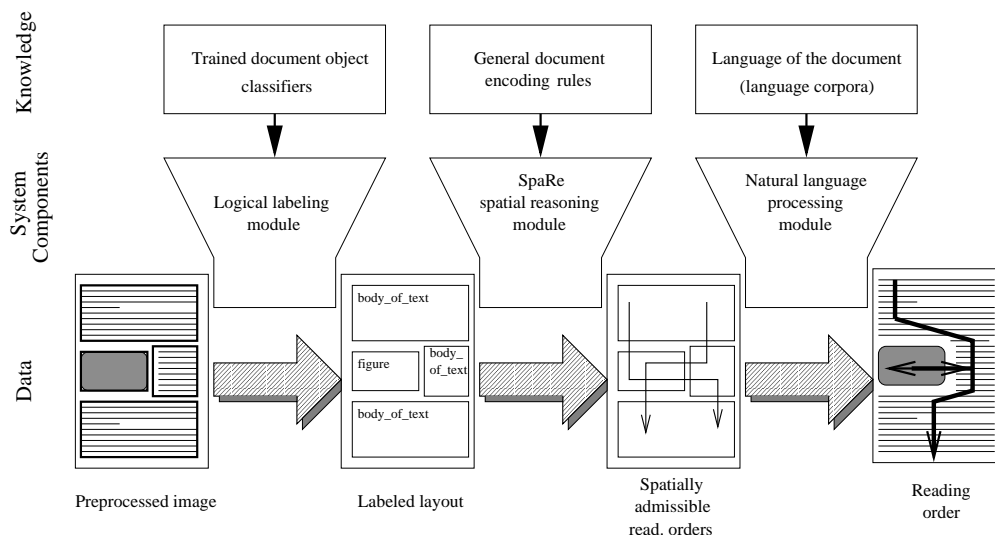 Knowledge
Trained document object
classifiers
General document
encoding rules
Language of the document
(language corpora)
System
Components
Logical labeling
module
SpaRe
spatial reasoning
module
Natural language
processing
module
Data
body_of_text
figure
body_
of_text
body_of_text
Preprocessed image
Labeled layout
Spatially
admissible
read. orders
Reading
order